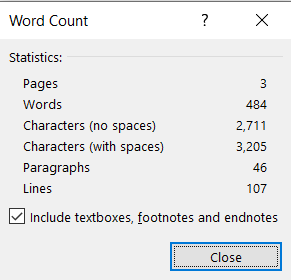 Word Count ? ×
Statistics:
Pages 3
Words 484
Characters (no spaces) 2,711
Characters (with spaces) 3,205
Paragraphs 46
Lines 107
Include textboxes, footnotes and endnotes
Close